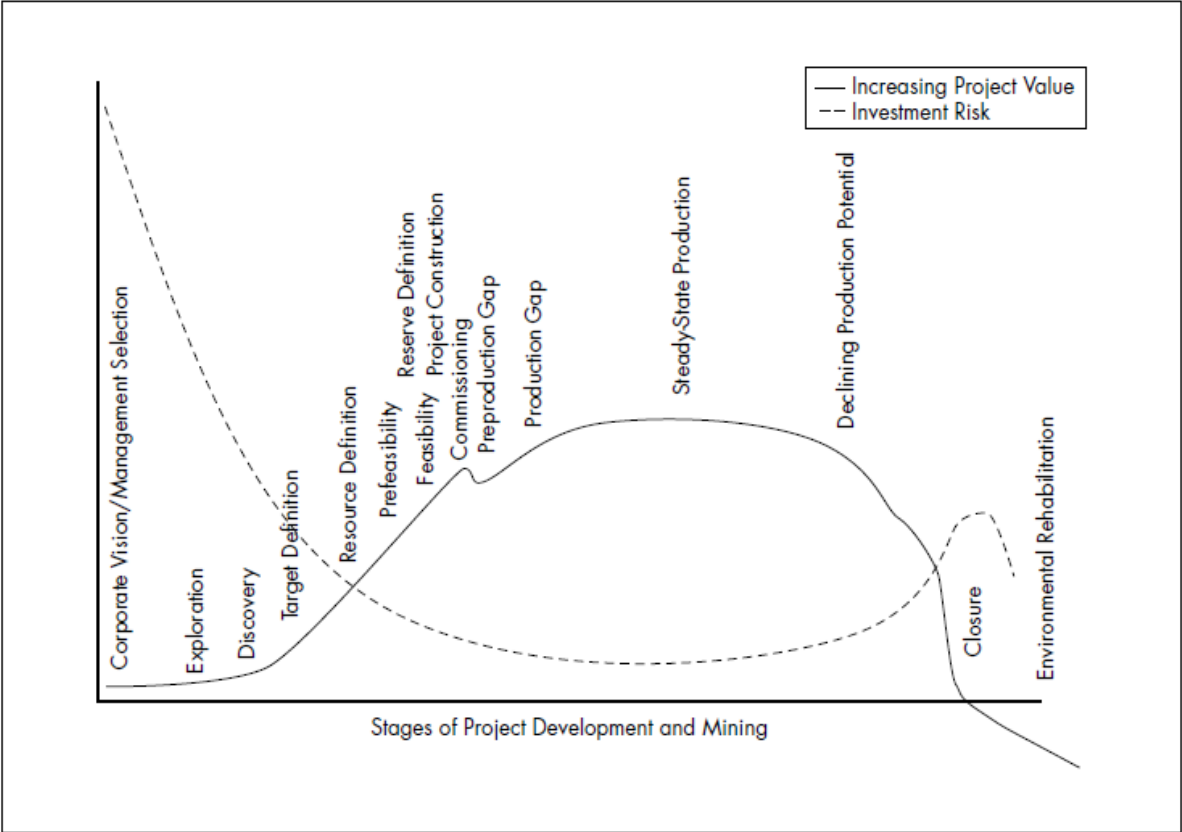 Increasing Project Value
Investment Risk
Corporate Vision/Management Selection
Exploration
Discovery
Target Definition
Resource Definition
Prefeasibility
Feasibility
Reserve Definition
Project Construction
Commissioning
Preproduction Gap
Production Gap
Steady-State Production
Declining Production Potential
Closure
Environmental Rehabilitation
Stages of Project Development and Mining